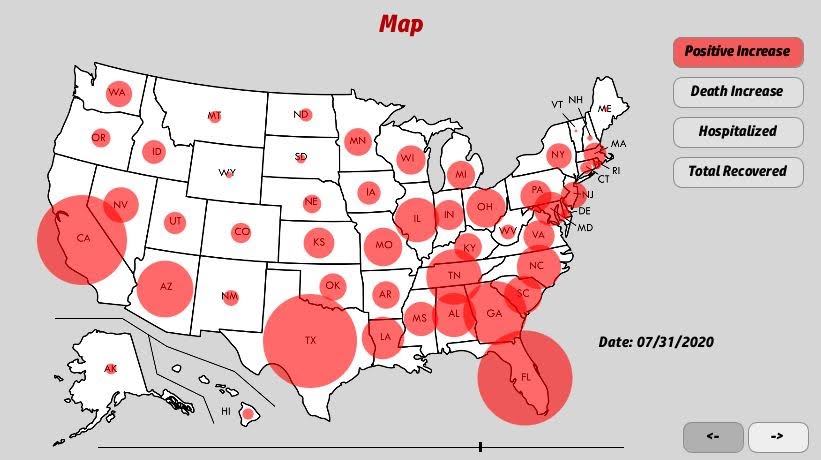 Map
Positive Increase
Death Increase
Hospitalized
Total Recovered
WA
MT
ND
MN
VT
NH
ME
OR
ID
SD
WI
NY
MA
WY
MI
RI
CT
NV
UT
NE
IA
IL
IN
OH
PA
NJ
DE
MD
CA
CO
KS
MO
KY
WV
VA
AZ
NM
OK
AR
TN
NC
SC
TX
LA
MS
AL
GA
FL
AK
HI
Date: 07/31/2020
<-
->